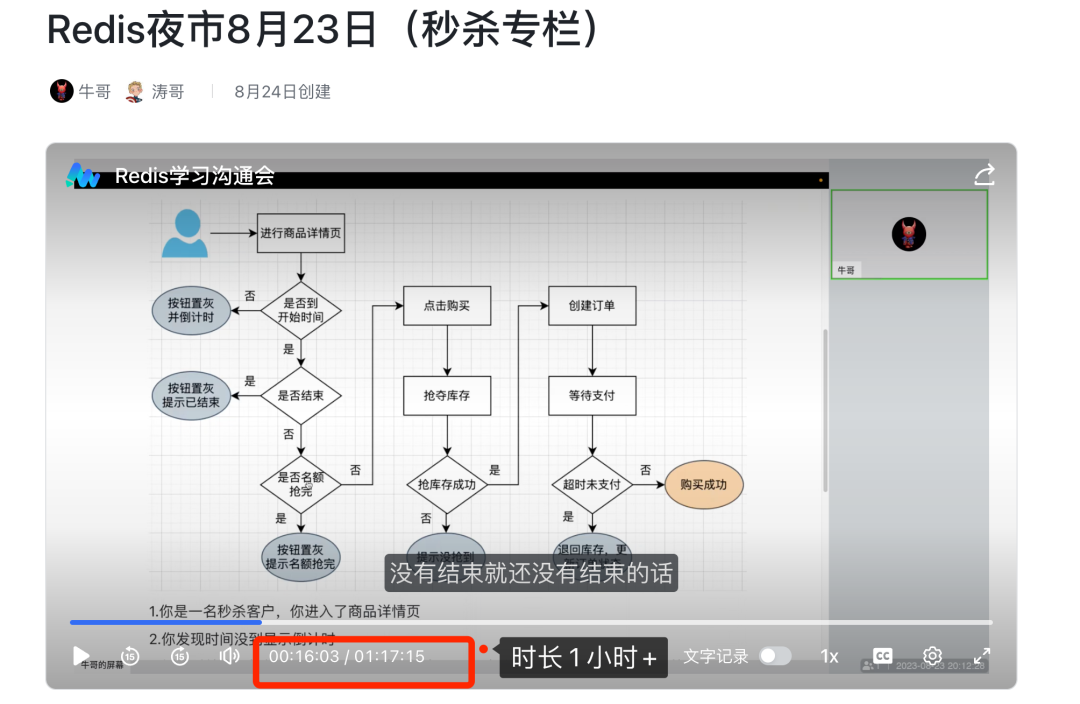 Redis夜市8月23日（秒杀专栏）
牛哥 涛哥 8月24日创建
Redis学习沟通会
牛哥
进行商品详情页
是否到
开始时间
否
按钮置灰
并倒计时
是
是否结束
是
按钮置灰
提示已结束
否
是否名额
抢完
否
是
按钮置灰
提示名额抢完
点击购买
抢夺库存
抢库存成功
是
否
提示没抢到
创建订单
等待支付
超时未支付
否
购买成功
是
退回库存，更
没有结束就还没有结束的话
1.你是一名秒杀客户，你进入了商品详情页
2.你发现时间没到显示倒计时
牛哥的屏幕
15
15
00:16:03 / 01:17:15
时长 1 小时+
文字记录
1x
CC
1
2023-08-23 20:12:28